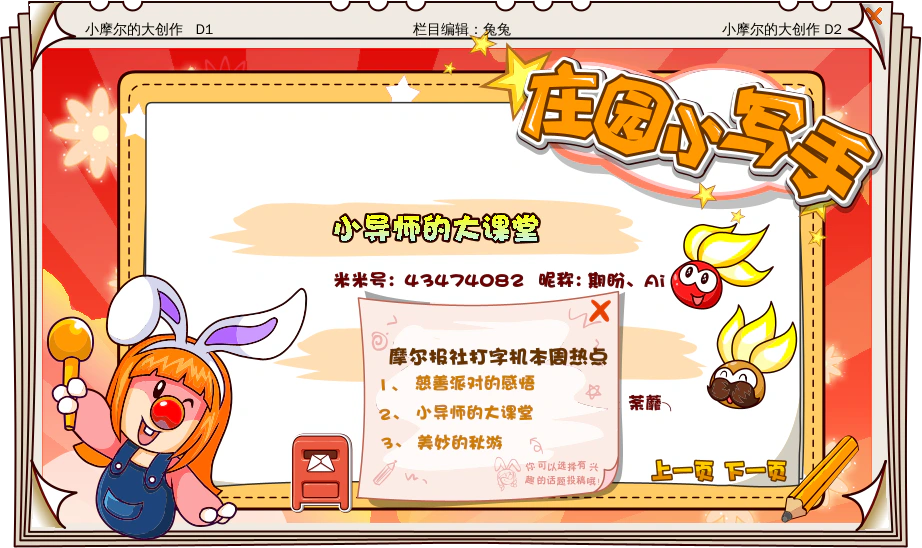 小摩尔的大创作 D1
栏目编辑：兔兔
小摩尔的大创作 D2
庄园小写手
小导师的大课堂
米米号：43474082 昵称：期盼、Ai
摩尔报社打字机本周热点
1、 慈善派对的感悟
2、 小导师的大课堂
3、 美妙的秋游
荼蘼
你可以选择有兴
趣的话题投稿哦！
上一页 下一页